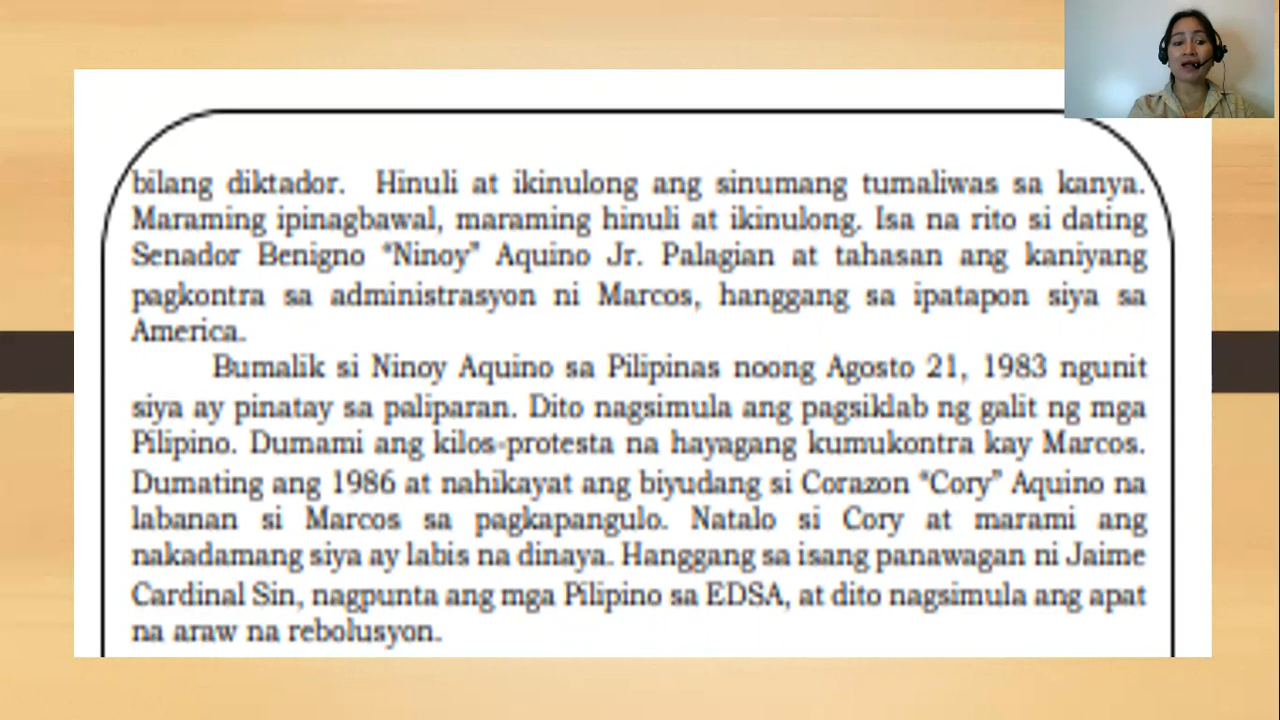 bilang diktador. Hinuli at ikinulong ang sinumang tumaliwas sa kanya.
Maraming ipinagbawal, maraming hinuli at ikinulong. Isa na rito si dating
Senador Benigno “Ninoy” Aquino Jr. Palagian at tahasan ang kaniyang
pagkontra sa administrasyon ni Marcos, hanggang sa ipatapon siya sa
America.
Bumalik si Ninoy Aquino sa Pilipinas noong Agosto 21, 1983 ngunit
siya ay pinatay sa paliparan. Dito nagsimula ang pagsiklab ng galit ng mga
Pilipino. Dumami ang kilos-protesta na hayagang kumukontra kay Marcos.
Dumating ang 1986 at nahikayat ang biyudang si Corazon “Cory” Aquino na
labanan si Marcos sa pagkapangulo. Natalo si Cory at marami ang
nakadamang siya ay labis na dinaya. Hanggang sa isang panawagan ni Jaime
Cardinal Sin, nagpunta ang mga Pilipino sa EDSA, at dito nagsimula ang apat
na araw na rebolusyon.